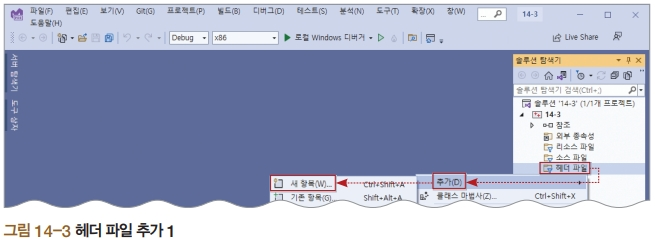 파일(F) 편집(E) 보기(V) Git(G) 프로젝트(P) 빌드(B) 디버그(D) 테스트(S) 분석(N) 도구(T) 확장(X) 창(W) ... 14-3
도움말(H)
Debug x86 로컬 Windows 디버거 Live Share
서버 탐색기
도구 상자
솔루션 탐색기
솔루션 탐색기 검색(Ctrl+;)
솔루션 '14-3' (1/1개 프로젝트)
14-3
참조
외부 종속성
리소스 파일
소스 파일
헤더 파일
새 항목(W)... Ctrl+Shift+A 추가(D)
기존 항목(G)... Shift+Alt+A 클래스 마법사(Z)... Ctrl+Shift+X
그림 14-3 헤더 파일 추가 1